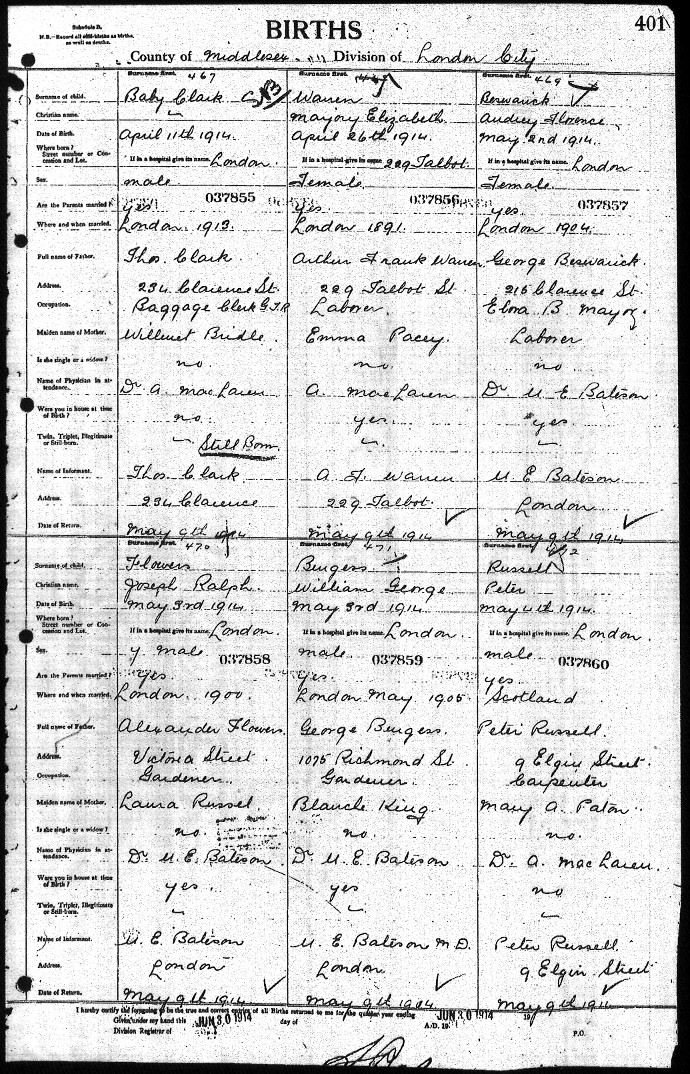 Schedule B.
N.B.—Record all still-births as births, as well as deaths.
BIRTHS
401
County of Middlesex Division of London City
Surname first. 467 Surname first. Surname first. 469
Surname of child. Baby Clark Warren Beswarick
Christian name. — Marjory Elizabeth Audrey Florence
Date of Birth. April 11th 1914. April 26th 1914. May 2nd 1914.
Where born? Street number or Concession and Lot. If in a hospital give its name. London. If in a hospital give its name. 229 Talbot. If in a hospital give its name. London
Sex. male Female Female
037855 037856 037857
Are the Parents married? yes yes yes.
Where and when married. London 1913. London 1891. London 1904.
Full name of Father. Thos. Clark. Arthur Frank Warren George Beswarick.
Address. 234 Clarence St. 229 Talbot St. 215 Clarence St.
Occupation. Baggage Clerk G.T.R Laborer. Elora B. Mayo
Maiden name of Mother. Bridle. Emma Pacey. Laborer
Is she single or a widow? no. no. no
Name of Physician in attendence. Dr A. MacLaren A. MacLaren Dr U E Bateson
Were you in house at time of Birth? no. yes. yes.
Twin, Triplet, Illegitimate or Still-born. — Still Born — —
Name of Informant. Thos. Clark A. F. Warren U E Bateson
Address. 234 Clarence 229 Talbot. London
Date of Return. May 9th 1914 May 9th 1914 May 9th 1914
Surname first. 470 Surname first. 471 Surname first. 472
Surname of child. Flowers Burgess Russell
Christian name. Joseph Ralph. William George Peter
Date of Birth. May 3rd 1914 May 3rd 1914. May 4th 1914.
Where born? Street number or Concession and Lot. If in a hospital give its name. London. If in a hospital give its name. London. If in a hospital give its name. London
Sex. male male male
037858 037859 037860
Are the Parents married? yes. yes. yes.
Where and when married. London. 1900. London May 1905 Scotland
Full name of Father. Alexander Flowers. George Burgess. Peter Russell.
Address. Victoria Street 1075 Richmond St. 9 Elgin Street.
Occupation. Gardener. Gardener. Carpenter
Maiden name of Mother. Laura Russel. Blanche King Mary A. Paton.
Is she single or a widow? no. no. no.
Name of Physician in attendence. Dr. U. E. Bateson Dr. U E. Bateson Dr. A. MacLaren.
Were you in house at time of Birth? yes. yes no
Twin, Triplet, Illegitimate or Still-born. — — —
Name of Informant. U. E. Bateson U. E. Bateson M D. Peter Russell
Address. London London. 9 Elgin Street
Date of Return. May 9th 1914. May 9th 1914. May 9th 1914
I hereby certify the foregoing to be the true and correct entries of all Births returned to me for the quarter year ending 19
Given under my hand this JUN 30 1914 day of A.D. 19 JUN 30 1914
Division Registrar of P.O.